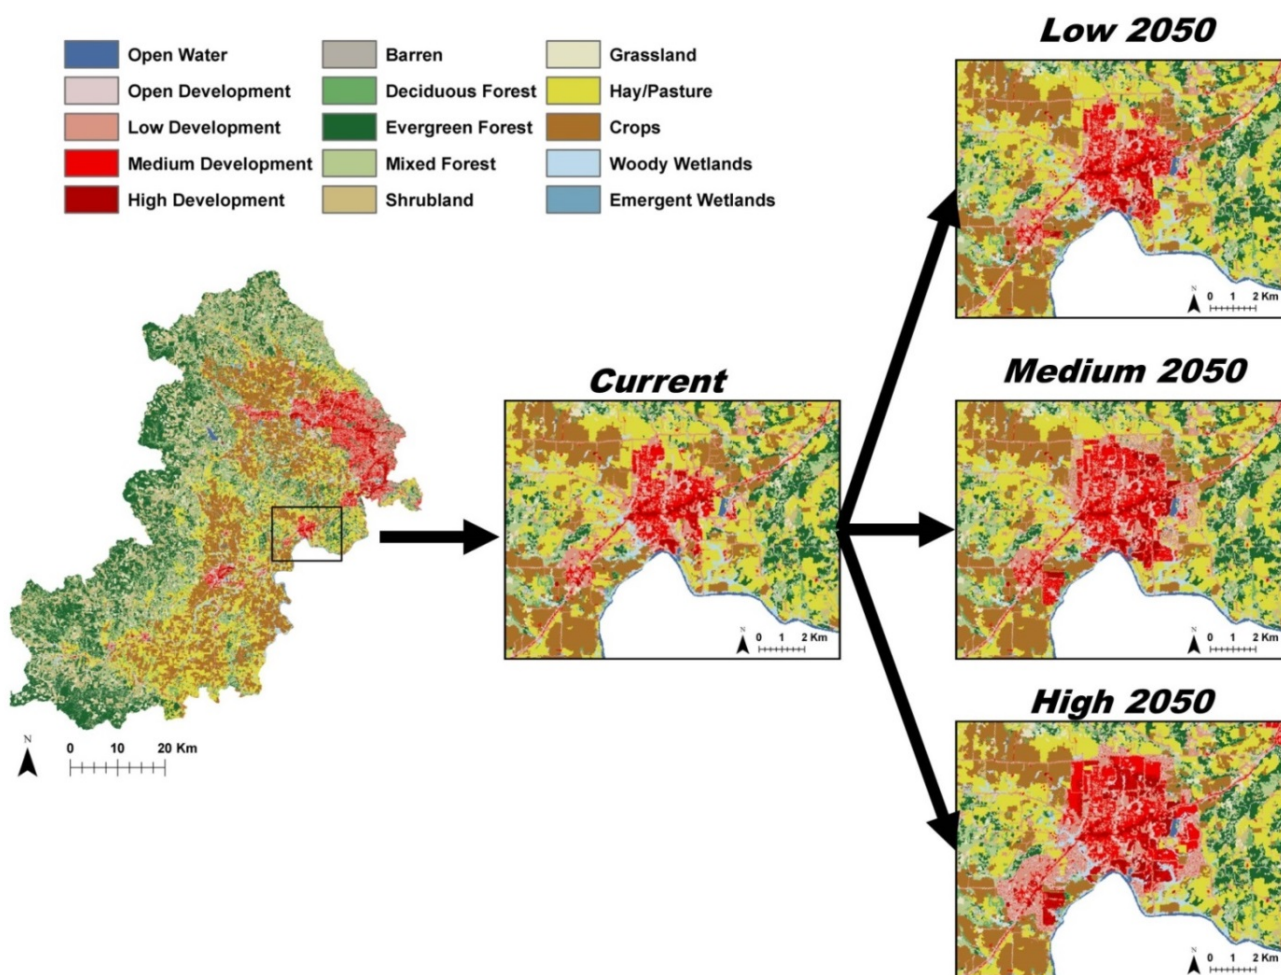 Open Water
Open Development
Low Development
Medium Development
High Development
Barren
Deciduous Forest
Evergreen Forest
Mixed Forest
Shrubland
Grassland
Hay/Pasture
Crops
Woody Wetlands
Emergent Wetlands
Low 2050
N
0 1 2 Km
Current
N
0 1 2 Km
Medium 2050
N
0 1 2 Km
High 2050
N
0 1 2 Km
N
0 10 20 Km